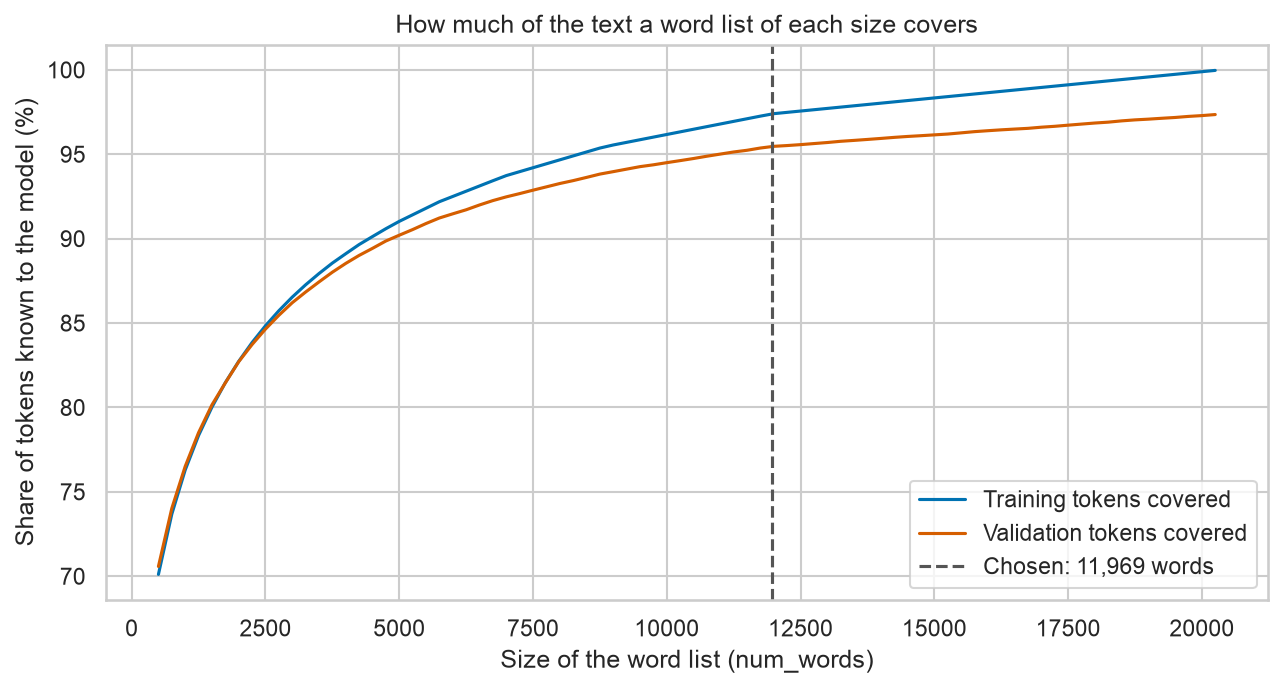 How much of the text a word list of each size covers
Share of tokens known to the model (%)
100
95
90
85
80
75
70
Training tokens covered
Validation tokens covered
Chosen: 11,969 words
0 2500 5000 7500 10000 12500 15000 17500 20000
Size of the word list (num_words)